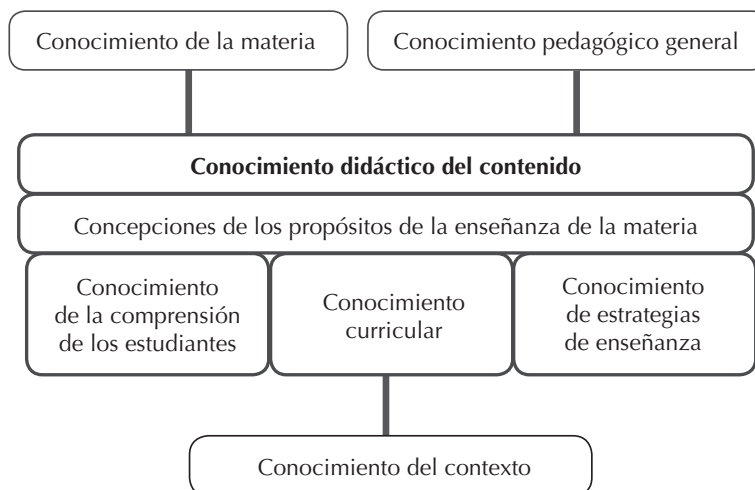 Conocimiento de la materia
Conocimiento pedagógico general
Conocimiento didáctico del contenido
Concepciones de los propósitos de la enseñanza de la materia
Conocimiento
de la comprensión
de los estudiantes
Conocimiento
curricular
Conocimiento
de estrategias
de enseñanza
Conocimiento del contexto